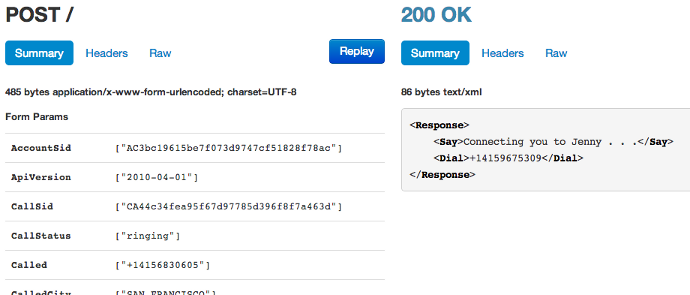 POST /
Summary Headers Raw Replay
485 bytes application/x-www-form-urlencoded; charset=UTF-8
Form Params
AccountSid ["AC3bc19615be7f073d9747cf51828f78ac"]
ApiVersion ["2010-04-01"]
CallSid ["CA44c34fea95f67d97785d396f8f7a463d"]
CallStatus ["ringing"]
Called ["+14156830605"]
CalledCity ["SAN FRANCISCO"]
200 OK
Summary Headers Raw
86 bytes text/xml
<Response>
<Say>Connecting you to Jenny . . .</Say>
<Dial>+14159675309</Dial>
</Response>